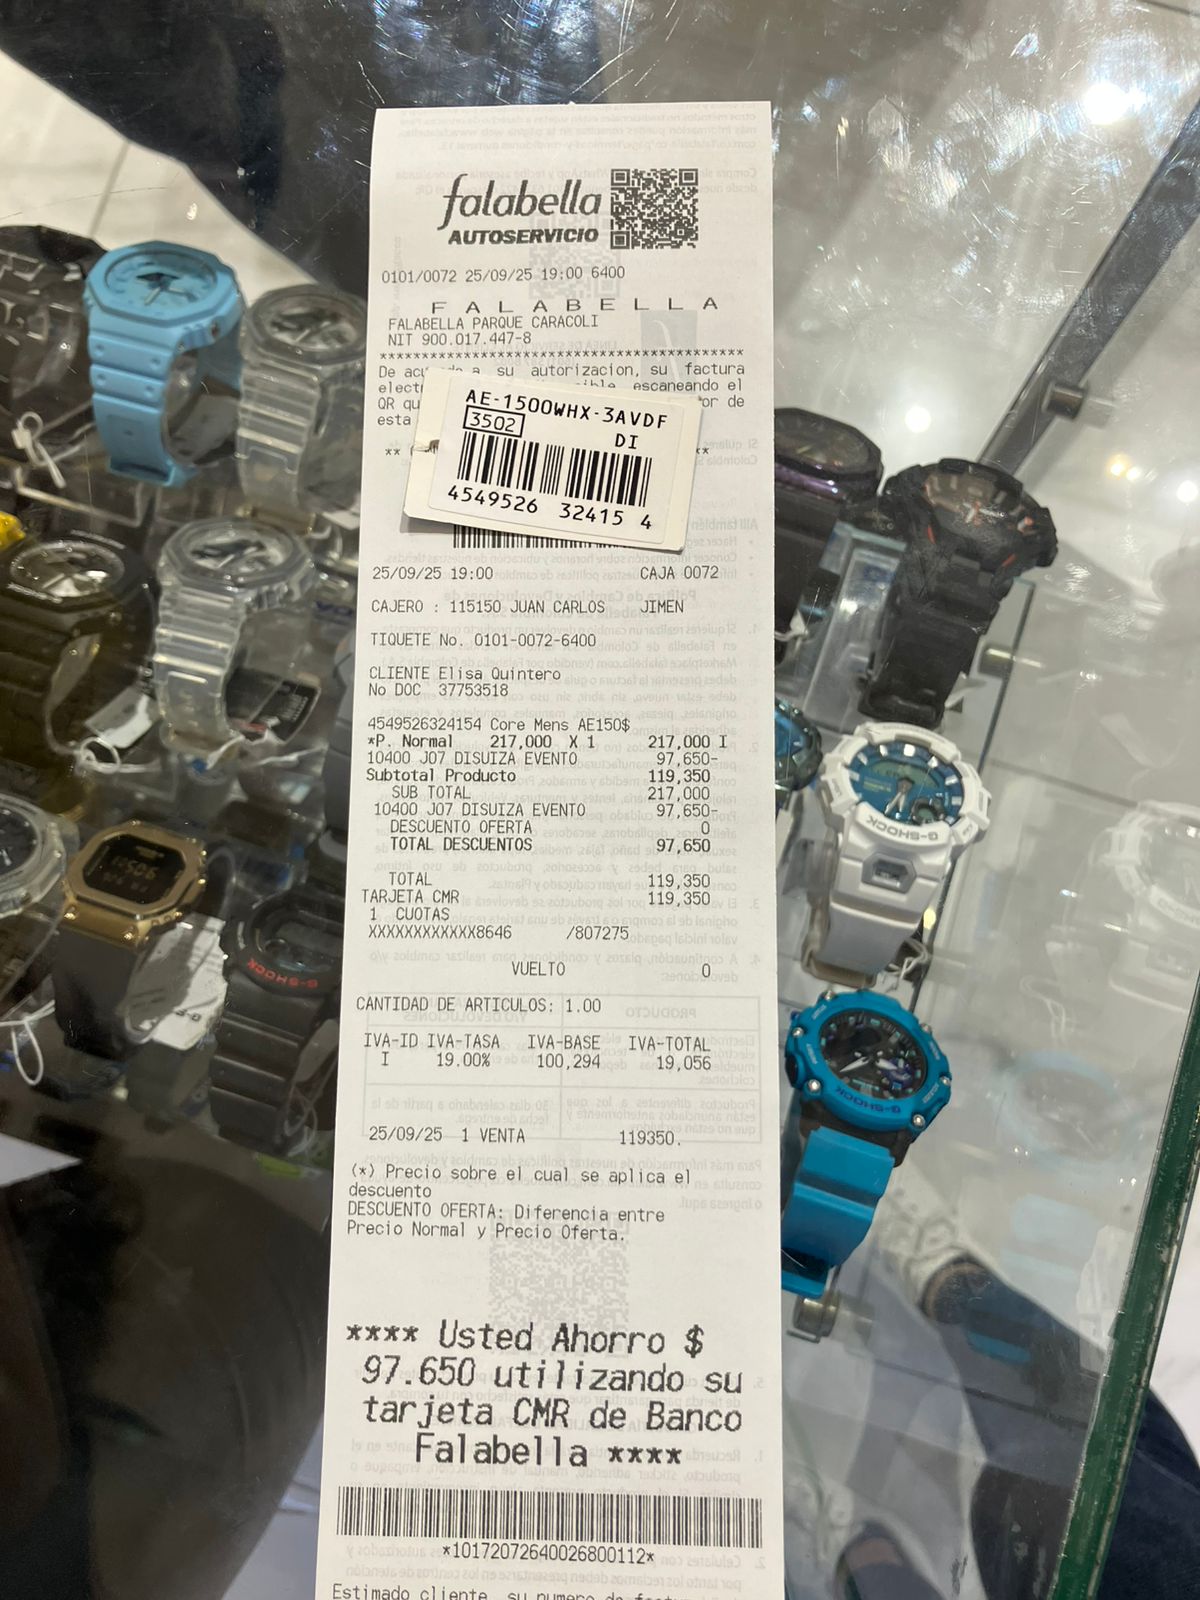 falabella
AUTOSERVICIO
0101/0072 25/09/25 19:00 6400
F A L A B E L L A
FALABELLA PARQUE CARACOLI
NIT 900.017.447-8
******************************************
De a su autorizacion, su factura
escaneando el
QR de
esta
AE-1500WHX-3AVDF
3502 DI
4549526 32415 4
25/09/25 19:00 CAJA 0072
CAJERO : 115150 JUAN CARLOS JIMEN
TIQUETE No. 0101-0072-6400
CLIENTE Elisa Quintero
No DOC 37753518
4549526324154 Core Mens AE150$
*P. Normal 217,000 X 1 217,000 I
10400 J07 DISUIZA EVENTO 97,650-
Subtotal Producto 119,350
SUB TOTAL 217,000
10400 J07 DISUIZA EVENTO 97,650-
DESCUENTO OFERTA 0
TOTAL DESCUENTOS 97,650
TOTAL 119,350
TARJETA CMR 119,350
1 CUOTAS
XXXXXXXXXXXX8646 /807275
VUELTO 0
CANTIDAD DE ARTICULOS: 1.00
IVA-ID IVA-TASA IVA-BASE IVA-TOTAL
I 19.00% 100,294 19,056
25/09/25 1 VENTA 119350.
(*) Precio sobre el cual se aplica el
descuento
DESCUENTO OFERTA: Diferencia entre
Precio Normal y Precio Oferta.
**** Usted Ahorro $
97.650 utilizando su
tarjeta CMR de Banco
Falabella ****
*10172072640026800112*
Estimado cliente, su numero de
G-SHOCK
G-SHOCK
G-SHOCK